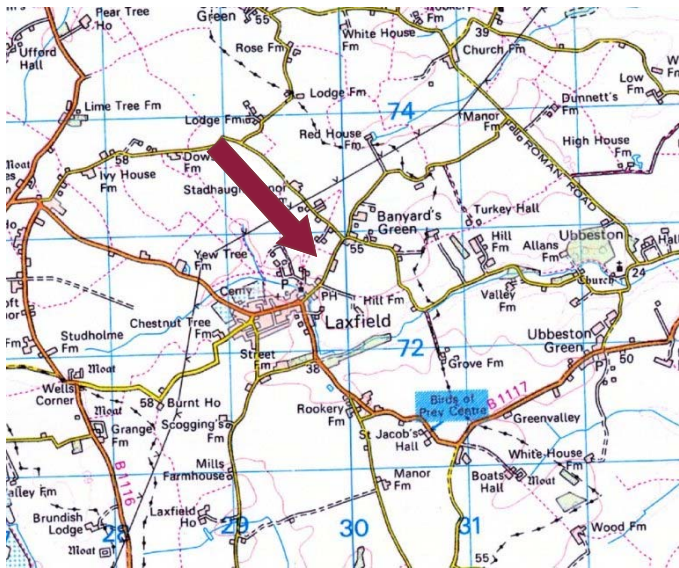 Pear Tree
Ho
Green
55
Ufford
Hall
Rose Fm
White House
Fm
39
Church Fm
Lodge Fm
Low
Fm
Lime Tree Fm
74
Dunnett's
Fm
Lodge Fm
Red House
Fm
Manor
Fm
High House
Fm
Moat
58
Ivy House
Fm
Fm
ROMAN ROAD
Turkey Hall
Banyard's
Green
Ubbeston
Hall
Yew Tree
Fm
55
Hill
Fm
Allans
Fm
24
P
Cemy
PH
Hill Fm
Valley
Fm
Church
Chestnut Tree
Fm
Laxfield
Studholme
Fm
72
Ubbeston
Green
Moat
Street
Fm
38
Grove Fm
8
P
50
Wells
Corner
Birds of
Prey Centre
B 1117
Moat
58
Burnt Ho
Rookery
Fm
Greenvalley
Grange
Fm
Scogging's
Fm
St Jacob's
Hall
White House
Fm
Mills
Farmhouse
Manor
Fm
Boats
Hall
Moat
B 1116
Brundish
Lodge
28
Laxfield
Ho
29
30
31
Wood Fm
Moat
55